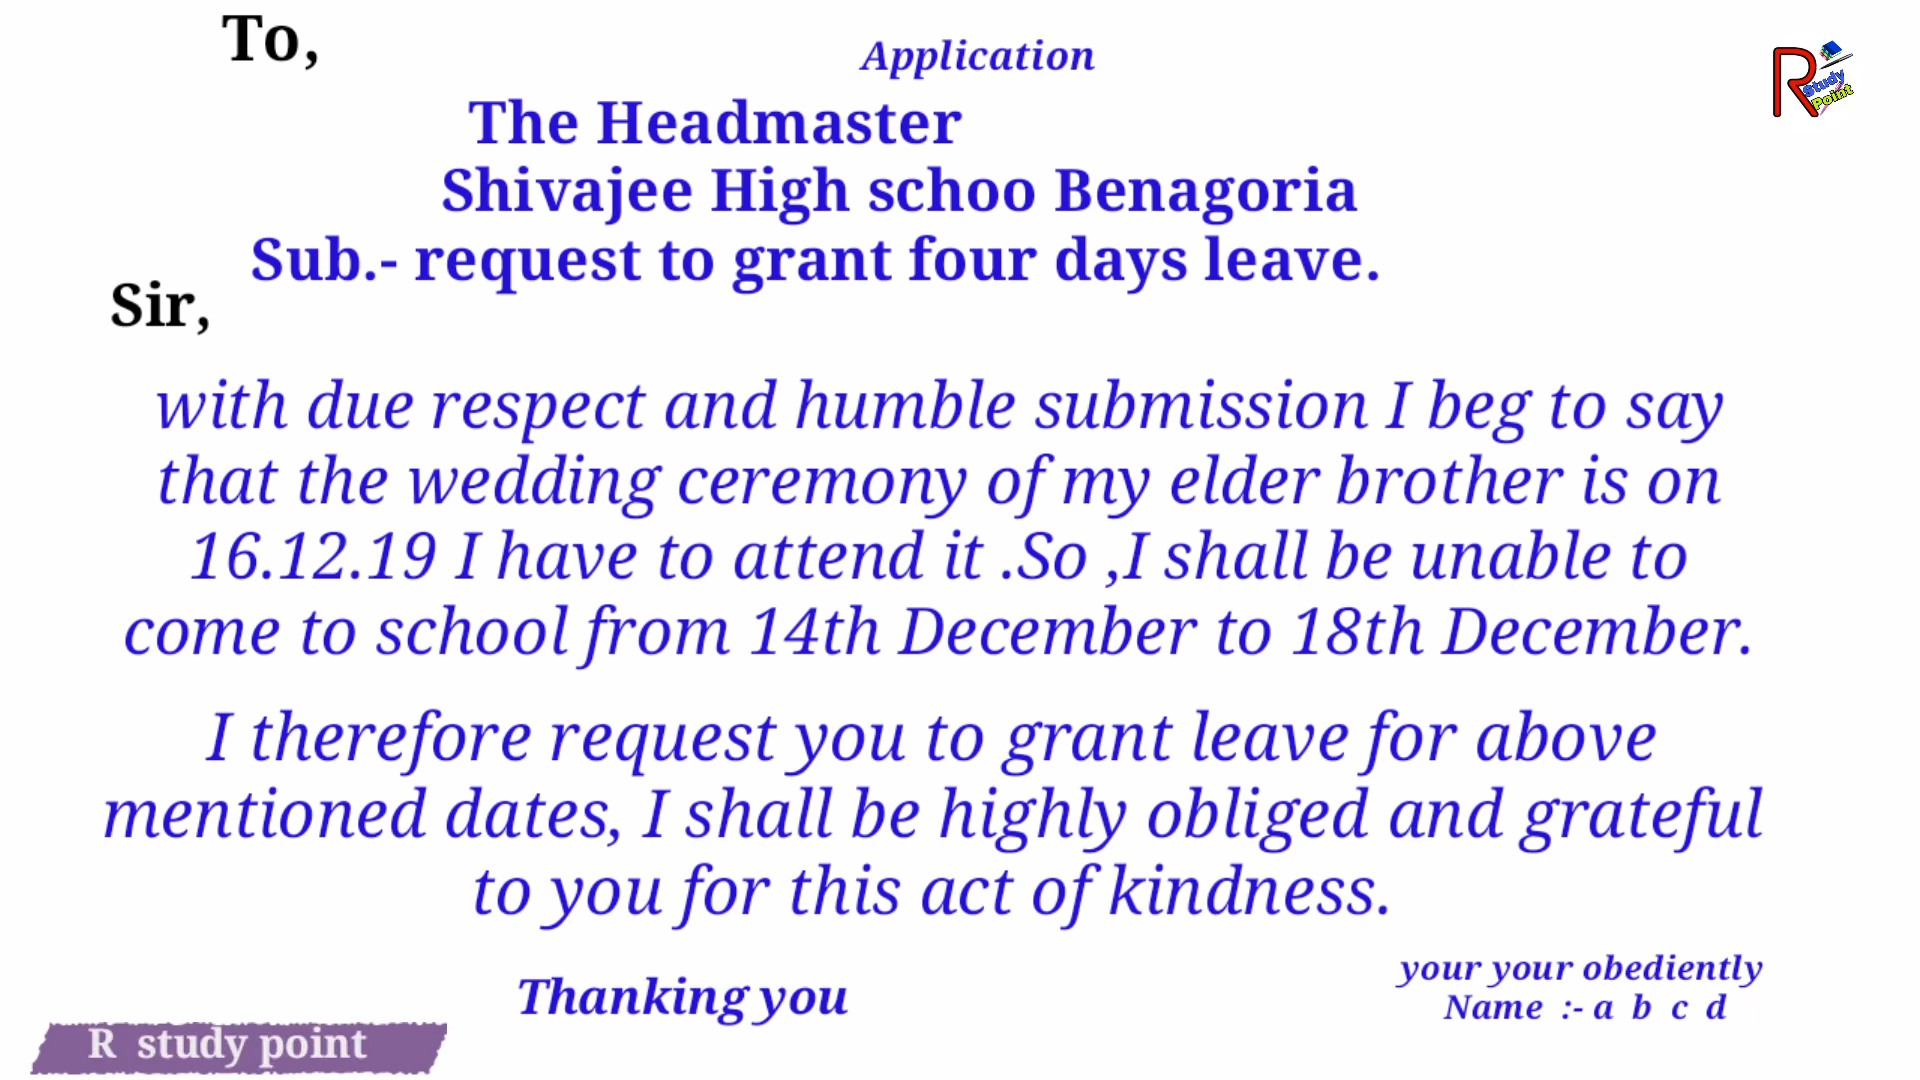 To,
Application
R Study Point
The Headmaster
Shivajee High schoo Benagoria
Sub.- request to grant four days leave.
Sir,
with due respect and humble submission I beg to say
that the wedding ceremony of my elder brother is on
16.12.19 I have to attend it .So ,I shall be unable to
come to school from 14th December to 18th December.
I therefore request you to grant leave for above
mentioned dates, I shall be highly obliged and grateful
to you for this act of kindness.
Thanking you
your your obediently
Name :- a b c d
R study point